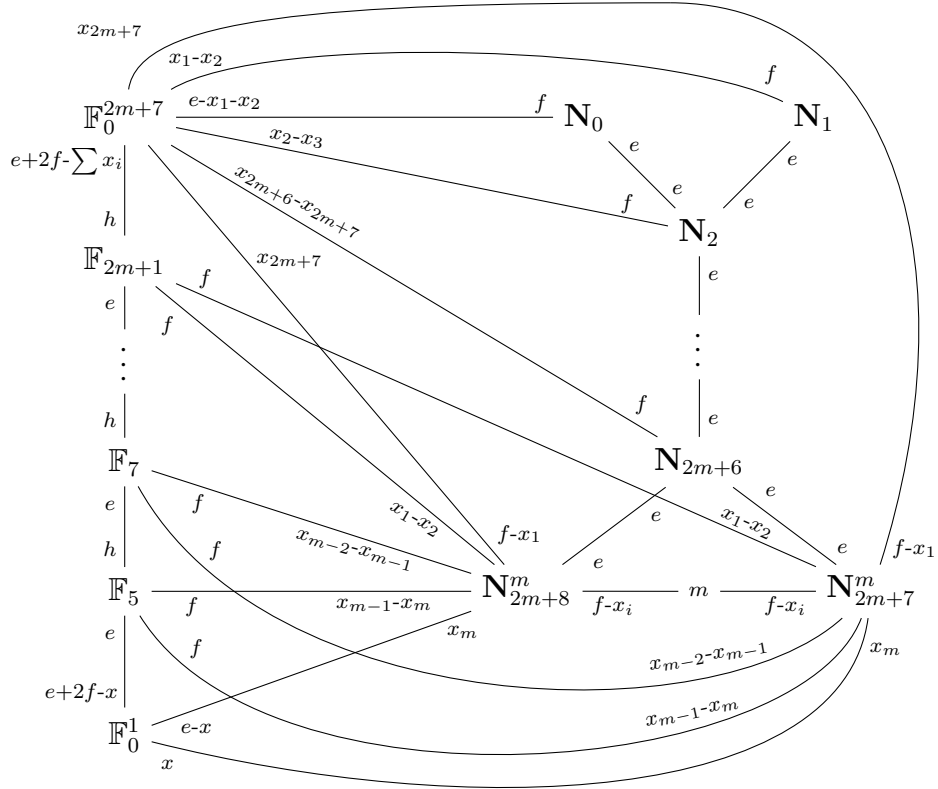 x_{2m+7}
x_1-x_2
f
𝔽_0^{2m+7} e-x_1-x_2 f N_0 N_1
x_2-x_3 e e
e+2f-∑x_i
x_{2m+6}-x_{2m+7} f e e
h x_{2m+7} N_2
𝔽_{2m+1} f e
e f
⋮ ⋮
h f e
𝔽_7 N_{2m+6}
e f x_1-x_2 e x_1-x_2 e
h f x_{m-2}-x_{m-1} f-x_1 e e f-x_1
𝔽_5 f x_{m-1}-x_m N_{2m+8}^m f-x_i m f-x_i N_{2m+7}^m
e f x_m x_{m-2}-x_{m-1} x_m
e+2f-x x_{m-1}-x_m
𝔽_0^1 e-x
x